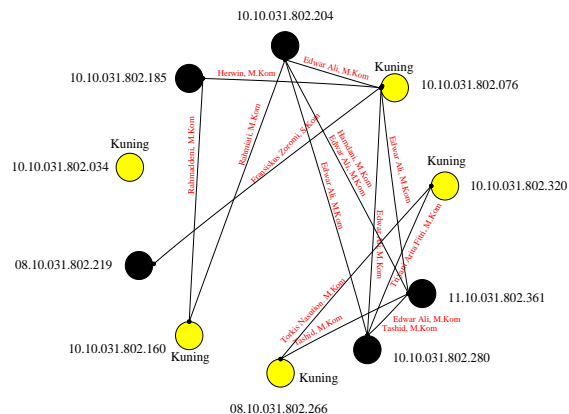 10.10.031.802.204
Edwar Ali, M.Kom
10.10.031.802.185
Herwin, M.Kom
Kuning
10.10.031.802.076
Kuning
10.10.031.802.034
Rahmaddeni, M.Kom
Rahmiati, M.Kom
Fransiskus Zoromi, S.Kom
Hamdani, M.Kom
Edwar Ali, M.Kom
Edwar Ali, M.Kom
Edwar Ali, M.Kom
Kuning
10.10.031.802.320
Edwar Ali, M.Kom
Arita Fitri, M.Kom
08.10.031.802.219
11.10.031.802.361
Torkis Nasution, M.Kom
Tashid, M.Kom
Edwar Ali, M.Kom
Tashid, M.Kom
10.10.031.802.160
Kuning
10.10.031.802.280
Kuning
08.10.031.802.266